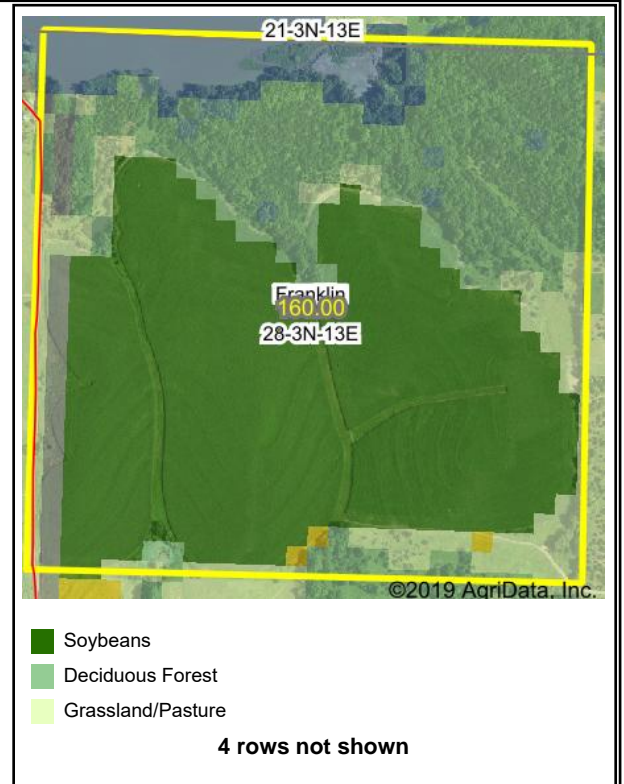 21-3N-13E
Franklin
160.00
28-3N-13E
©2019 AgriData, Inc.
Soybeans
Deciduous Forest
Grassland/Pasture
4 rows not shown